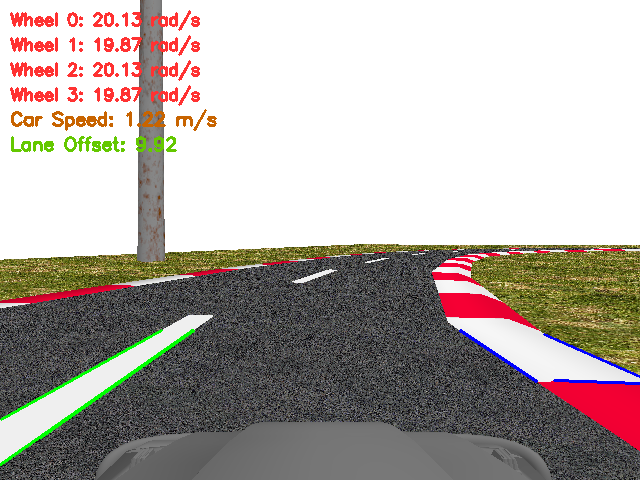 Wheel 0: 20.13 rad/s
Wheel 1: 19.87 rad/s
Wheel 2: 20.13 rad/s
Wheel 3: 19.87 rad/s
Car Speed: 1.22 m/s
Lane Offset: 9.92